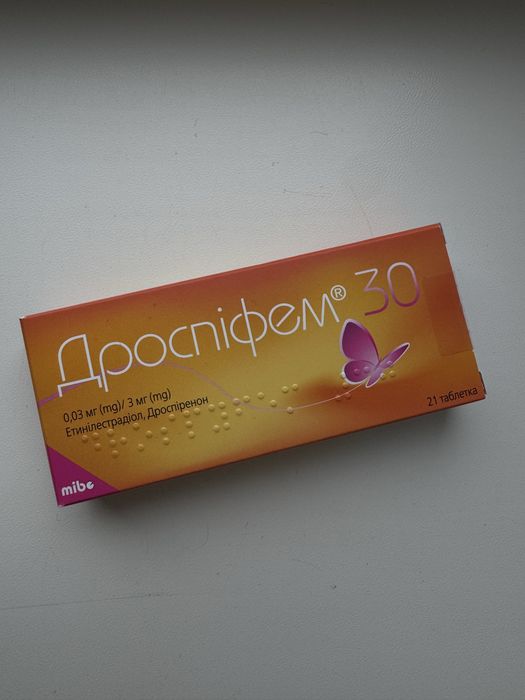 Дроспіфем® 30
0,03 мг (mg)/ 3 мг (mg)
Етинілестрадіол, Дроспіренон
21 таблетка
mibe